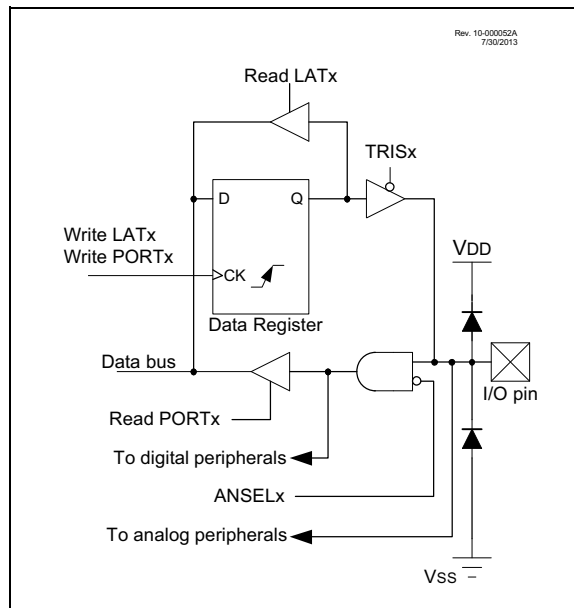 Rev. 10-000052A
7/30/2013
Read LATx
TRISx
D
Q
Write LATx
Write PORTx
CK
VDD
Data Register
Data bus
I/O pin
Read PORTx
To digital peripherals
ANSELx
To analog peripherals
VSS